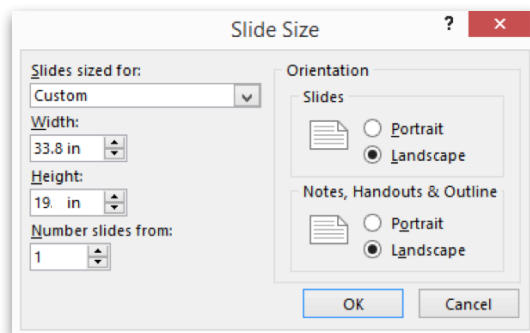 Slide Size
? ×
Slides sized for:
Custom
Width:
33.8 in
Height:
19. in
Number slides from:
1
Orientation
Slides
Portrait
Landscape
Notes, Handouts & Outline
Portrait
Landscape
OK
Cancel